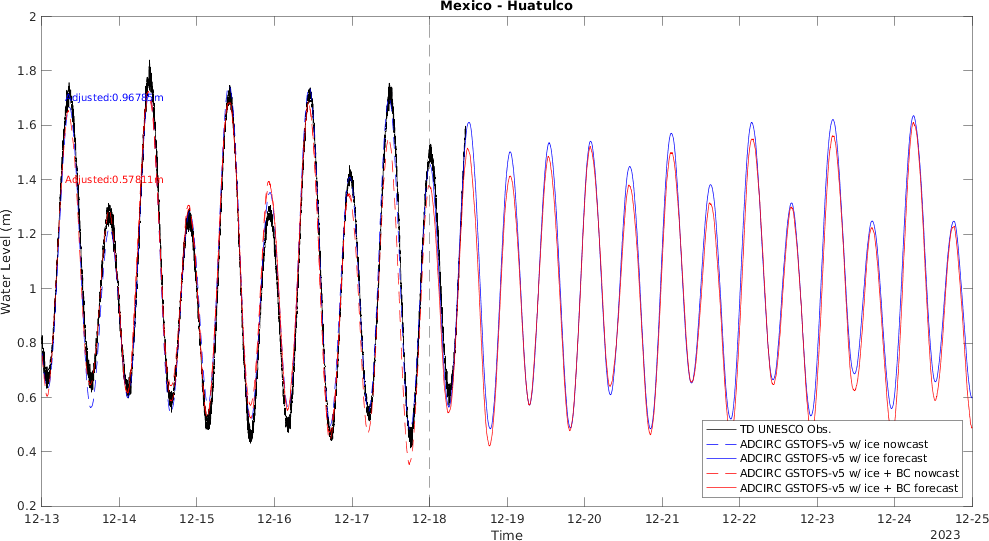 Mexico - Huatulco
2
1.8
Adjusted:0.96785m
1.6
1.4
Adjusted:0.57811m
1.2
Water Level (m)
1
0.8
0.6
TD UNESCO Obs.
ADCIRC GSTOFS-v5 w/ ice nowcast
0.4
ADCIRC GSTOFS-v5 w/ ice forecast
ADCIRC GSTOFS-v5 w/ ice + BC nowcast
ADCIRC GSTOFS-v5 w/ ice + BC forecast
0.2
12-13 12-14 12-15 12-16 12-17 12-18 12-19 12-20 12-21 12-22 12-23 12-24 12-25
Time 2023